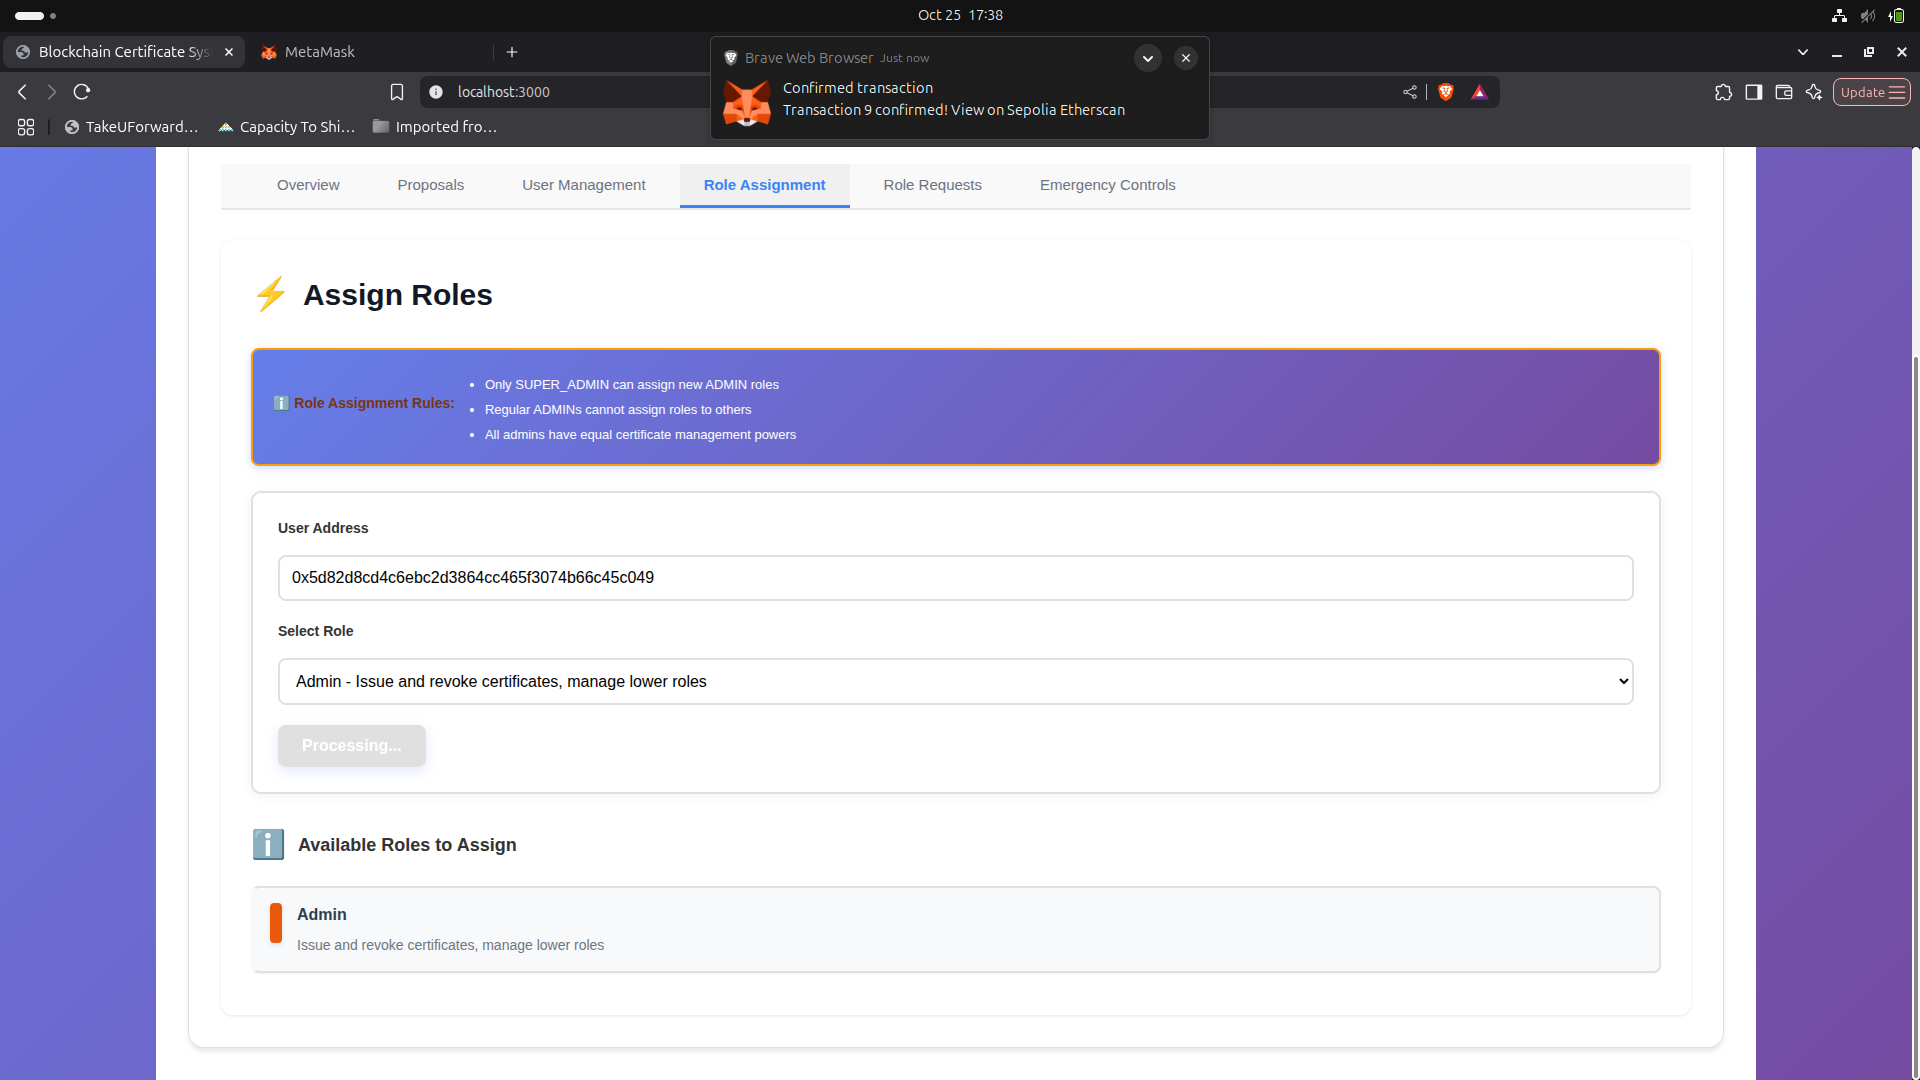 Oct 25 17:38
Blockchain Certificate Sys
MetaMask
Brave Web Browser Just now
Confirmed transaction
Transaction 9 confirmed! View on Sepolia Etherscan
localhost:3000
Update
TakeUForward...
Capacity To Shi...
Imported fro...
Overview
Proposals
User Management
Role Assignment
Role Requests
Emergency Controls
Assign Roles
Role Assignment Rules:
Only SUPER_ADMIN can assign new ADMIN roles
Regular ADMINs cannot assign roles to others
All admins have equal certificate management powers
User Address
0x5d82d8cd4c6ebc2d3864cc465f3074b66c45c049
Select Role
Admin - Issue and revoke certificates, manage lower roles
Processing...
Available Roles to Assign
Admin
Issue and revoke certificates, manage lower roles